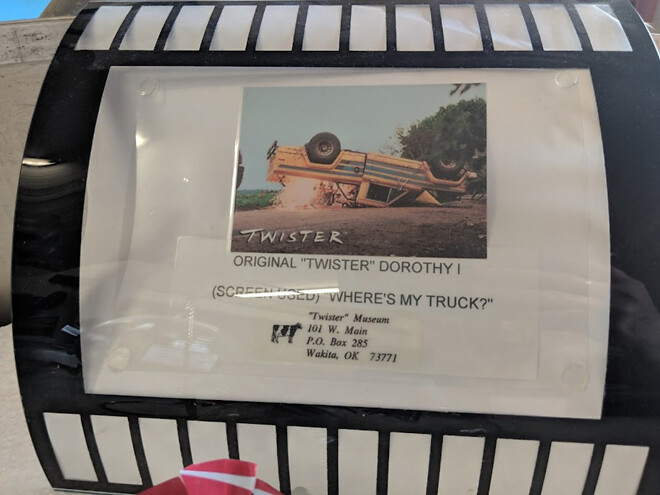 TWISTER
ORIGINAL "TWISTER" DOROTHY I
(SCREEN USED) "WHERE'S MY TRUCK?"
"Twister" Museum
101 W. Main
P.O. Box 285
Wakita, OK 73771